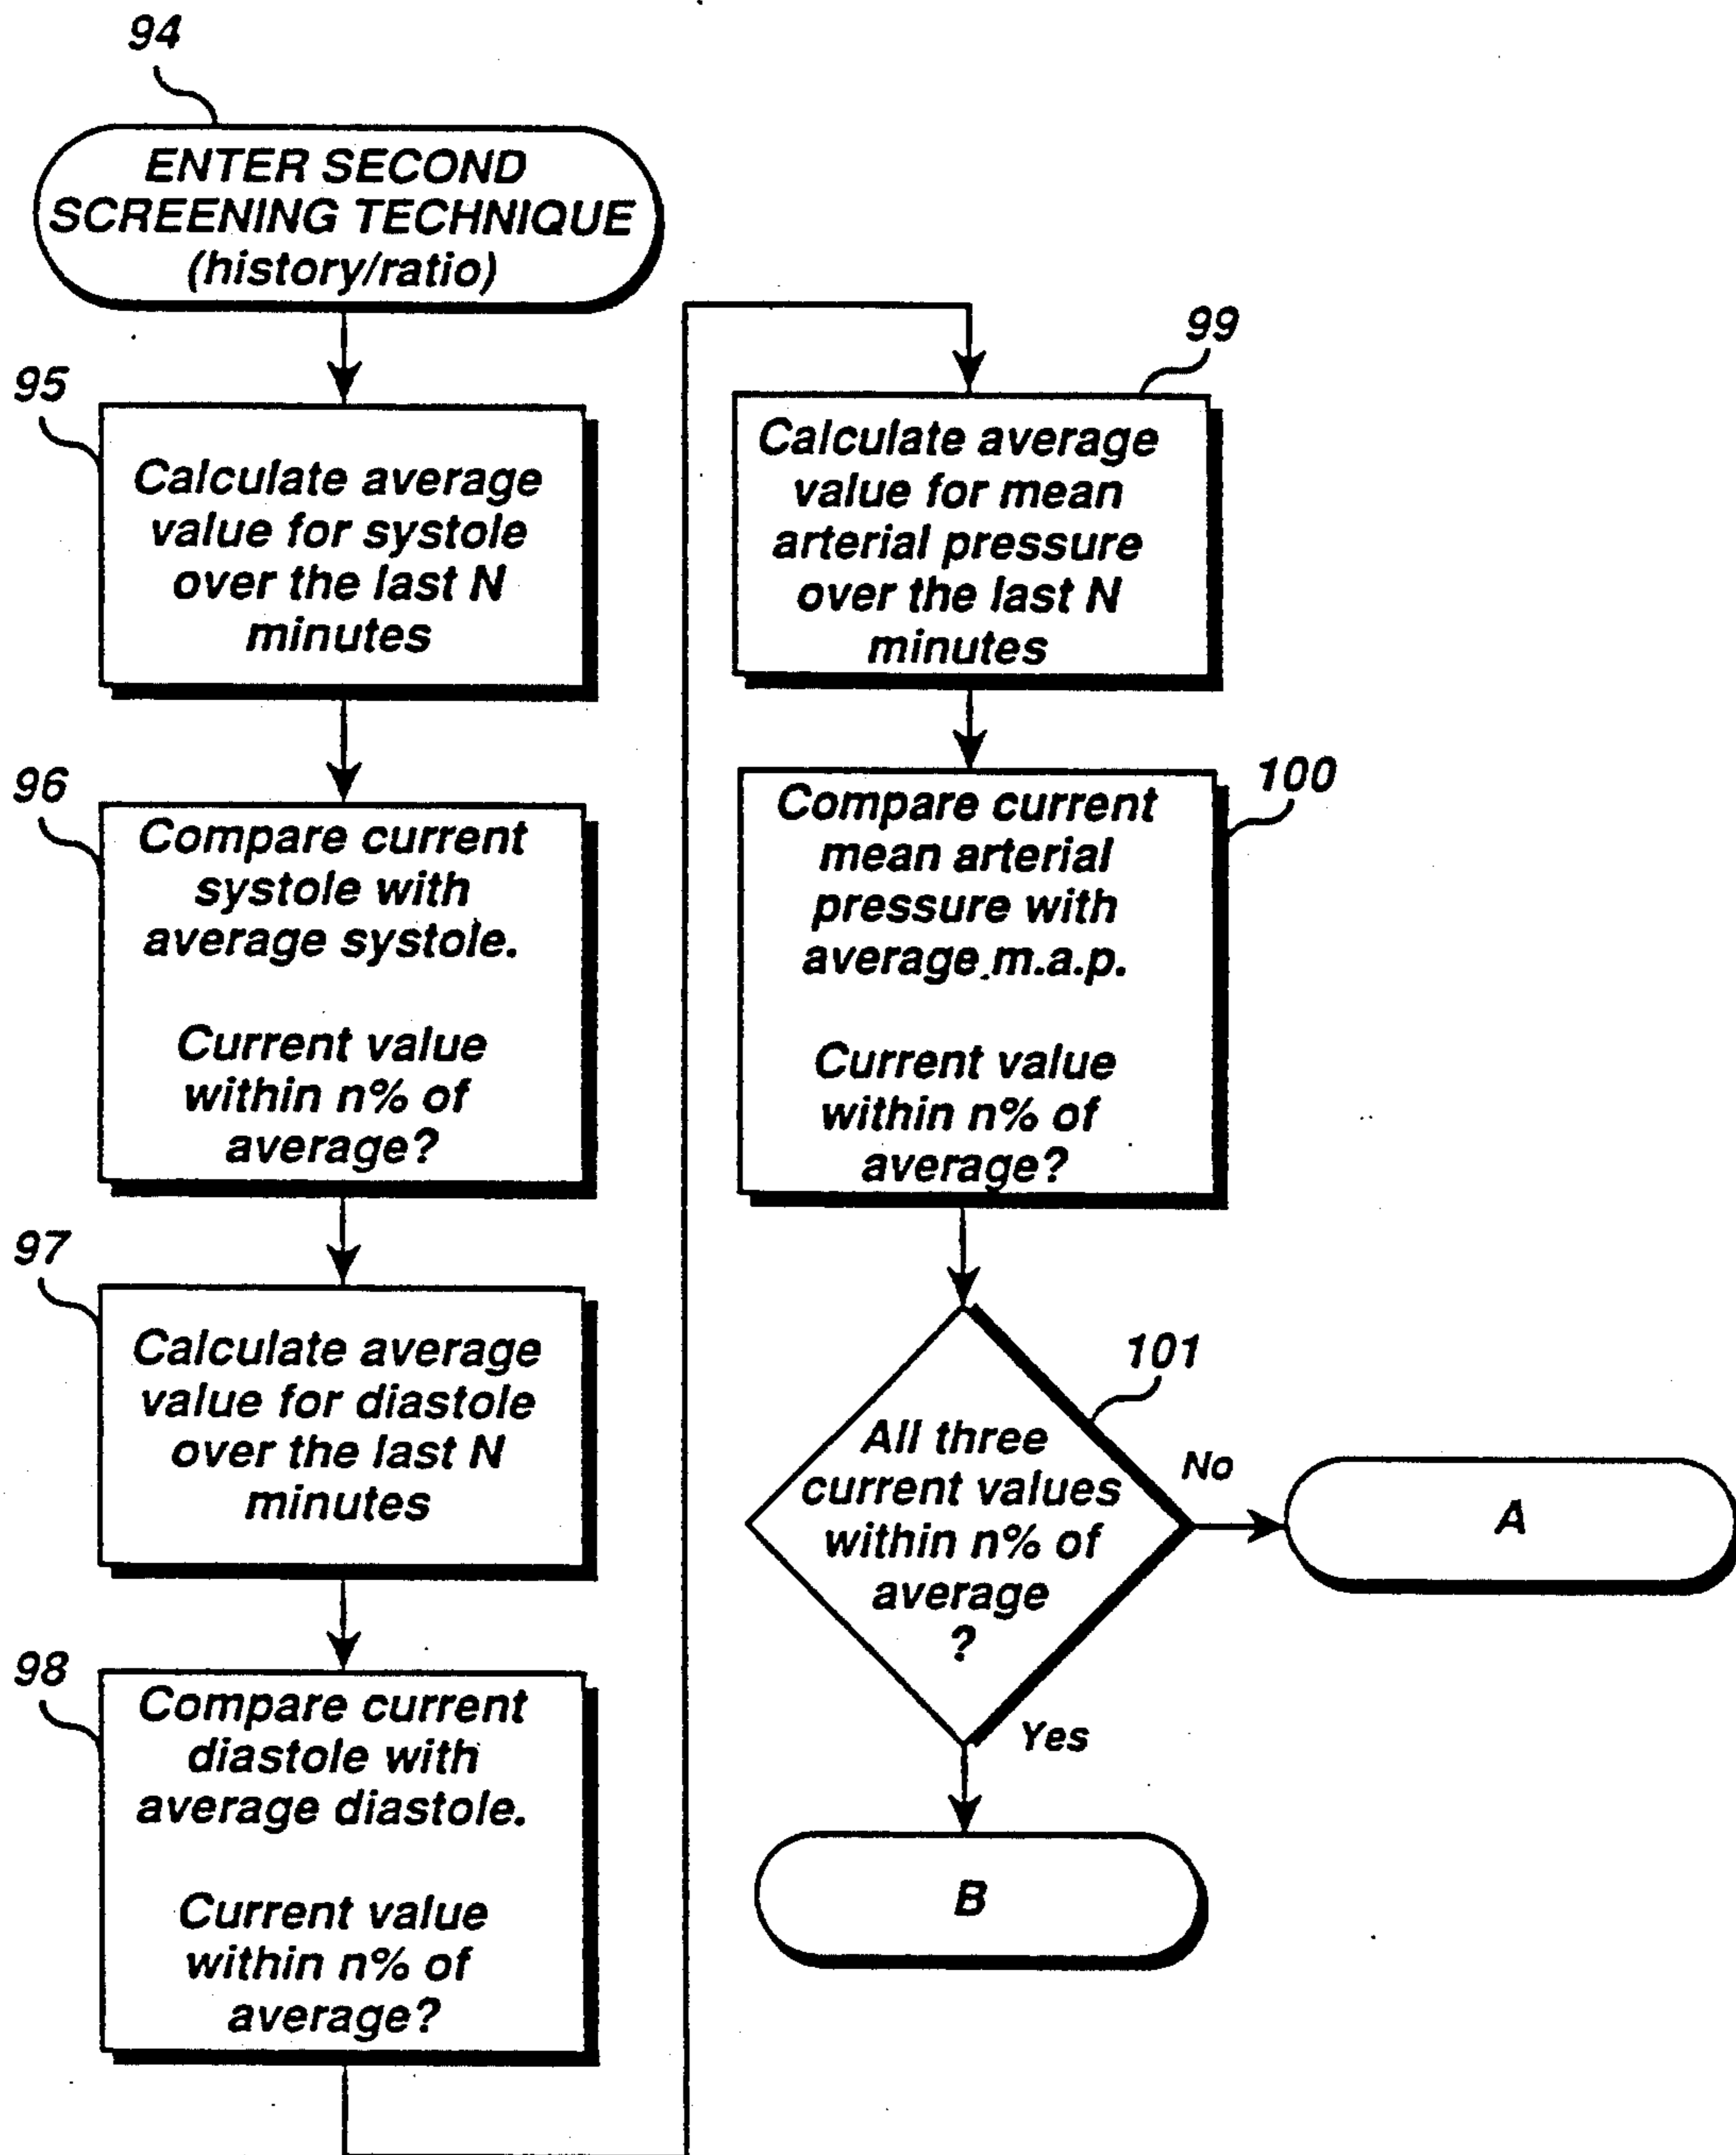 94
ENTER SECOND
SCREENING TECHNIQUE
(history/ratio)
95
Calculate average
value for systole
over the last N
minutes
96
Compare current
systole with
average systole.
Current value
within n% of
average?
97
Calculate average
value for diastole
over the last N
minutes
98
Compare current
diastole with
average diastole.
Current value
within n% of
average?
99
Calculate average
value for mean
arterial pressure
over the last N
minutes
100
Compare current
mean arterial
pressure with
average m.a.p.
Current value
within n% of
average?
101
All three
current values
within n% of
average
?
No
A
Yes
B